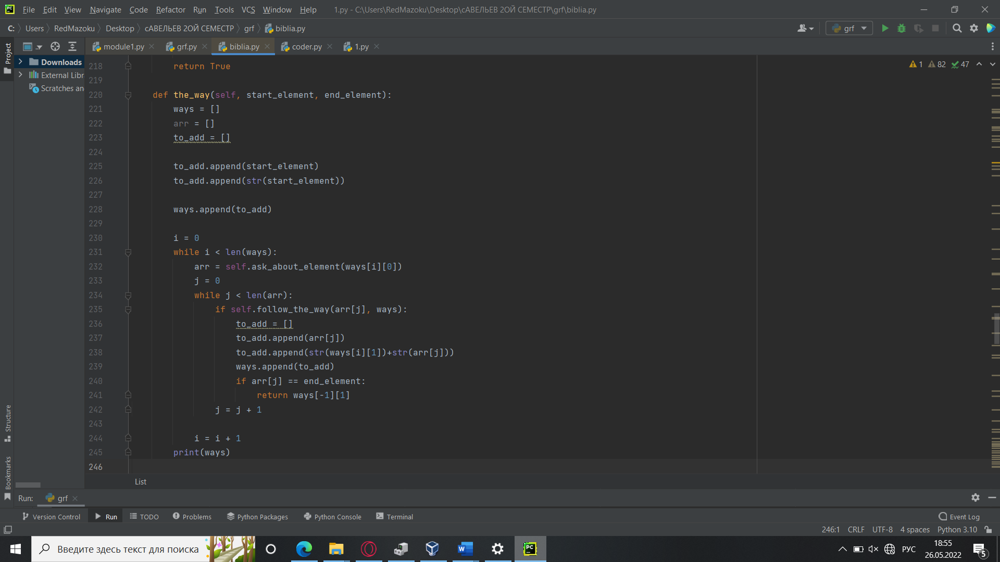 File Edit View Navigate Code Refactor Run Tools VCS Window Help 1.py - C:\Users\RedMazoku\Desktop\сАВЕЛЬЕВ 2ОЙ СЕМЕСТР\grf\biblia.py
C: Users RedMazoku Desktop сАВЕЛЬЕВ 2ОЙ СЕМЕСТР grf biblia.py grf
Project
module1.py grf.py biblia.py coder.py 1.py
Downloads
External Libr
Scratches an
1 82 47
218 return True
219
220 def the_way(self, start_element, end_element):
221 ways = []
222 arr = []
223 to_add = []
224
225 to_add.append(start_element)
226 to_add.append(str(start_element))
227
228 ways.append(to_add)
229
230 i = 0
231 while i < len(ways):
232 arr = self.ask_about_element(ways[i][0])
233 j = 0
234 while j < len(arr):
235 if self.follow_the_way(arr[j], ways):
236 to_add = []
237 to_add.append(arr[j])
238 to_add.append(str(ways[i][1])+str(arr[j]))
239 ways.append(to_add)
240 if arr[j] == end_element:
241 return ways[-1][1]
242 j = j + 1
243
244 i = i + 1
245 print(ways)
246
List
Structure
Bookmarks
Run: grf
Version Control Run TODO Problems Python Packages Python Console Terminal Event Log
246:1 CRLF UTF-8 4 spaces Python 3.10
Введите здесь текст для поиска
PC
W
РУС
18:55
26.05.2022
5